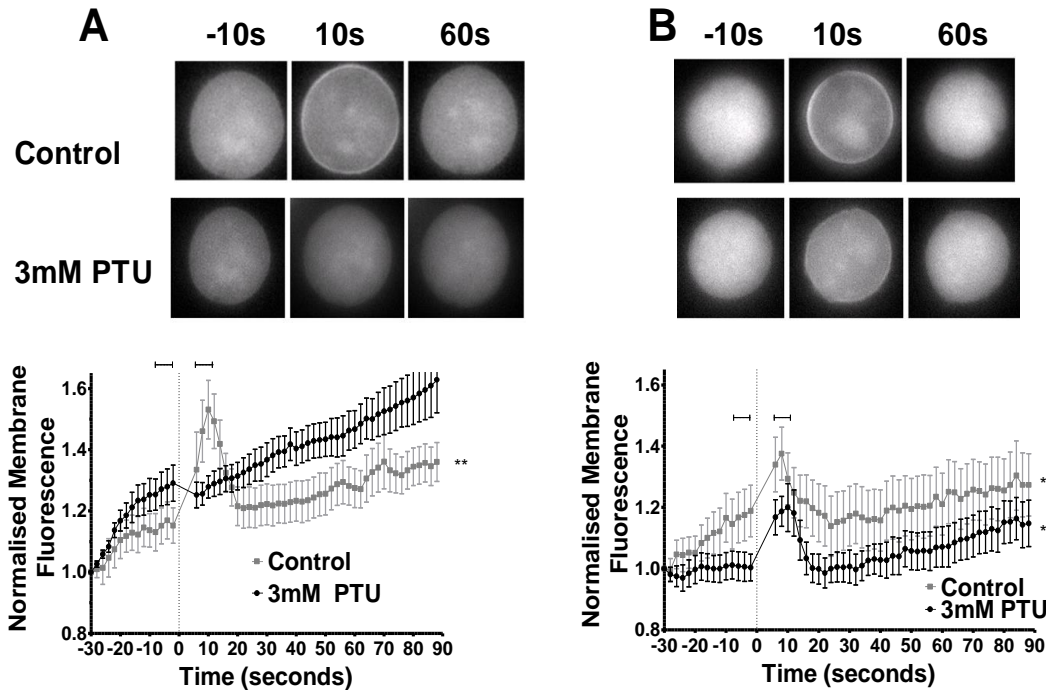 A
-10s 10s 60s
Control
3mM PTU
Normalised Membrane
Fluorescence
1.6
1.4
1.2
1.0
0.8
**
Control
3mM PTU
-30 -20 -10 0 10 20 30 40 50 60 70 80 90
Time (seconds)
B
-10s 10s 60s
Normalised Membrane
Fluorescence
1.6
1.4
1.2
1.0
0.8
*
*
Control
3mM PTU
-30 -20 -10 0 10 20 30 40 50 60 70 80 90
Time (seconds)